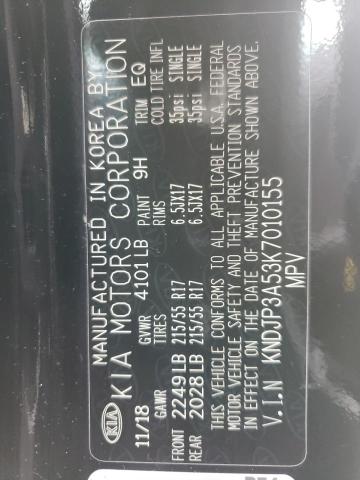 MANUFACTURED IN KOREA BY
KIA KIA MOTORS CORPORATION
11/18 GVWR 4101LB PAINT 9H TRIM EQ
GAWR TIRES RIMS COLD TIRE INFL
FRONT 2249LB 215/55 R17 6.5JX17 35psi SINGLE
REAR 2028LB 215/55 R17 6.5JX17 35psi SINGLE
THIS VEHICLE CONFORMS TO ALL APPLICABLE U.S.A. FEDERAL
MOTOR VEHICLE SAFETY AND THEFT PREVENTION STANDARDS
IN EFFECT ON THE DATE OF MANUFACTURE SHOWN ABOVE.
V.I.N KNDJP3A53K7010155
MPV